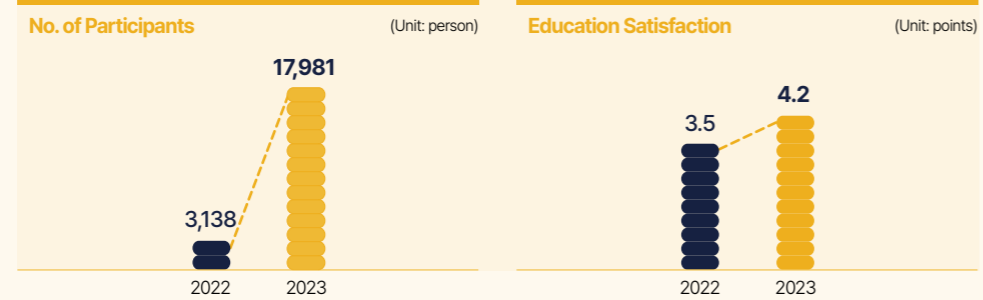 No. of Participants
(Unit: person)
17,981
3,138
2022
2023
Education Satisfaction
(Unit: points)
4.2
3.5
2022
2023